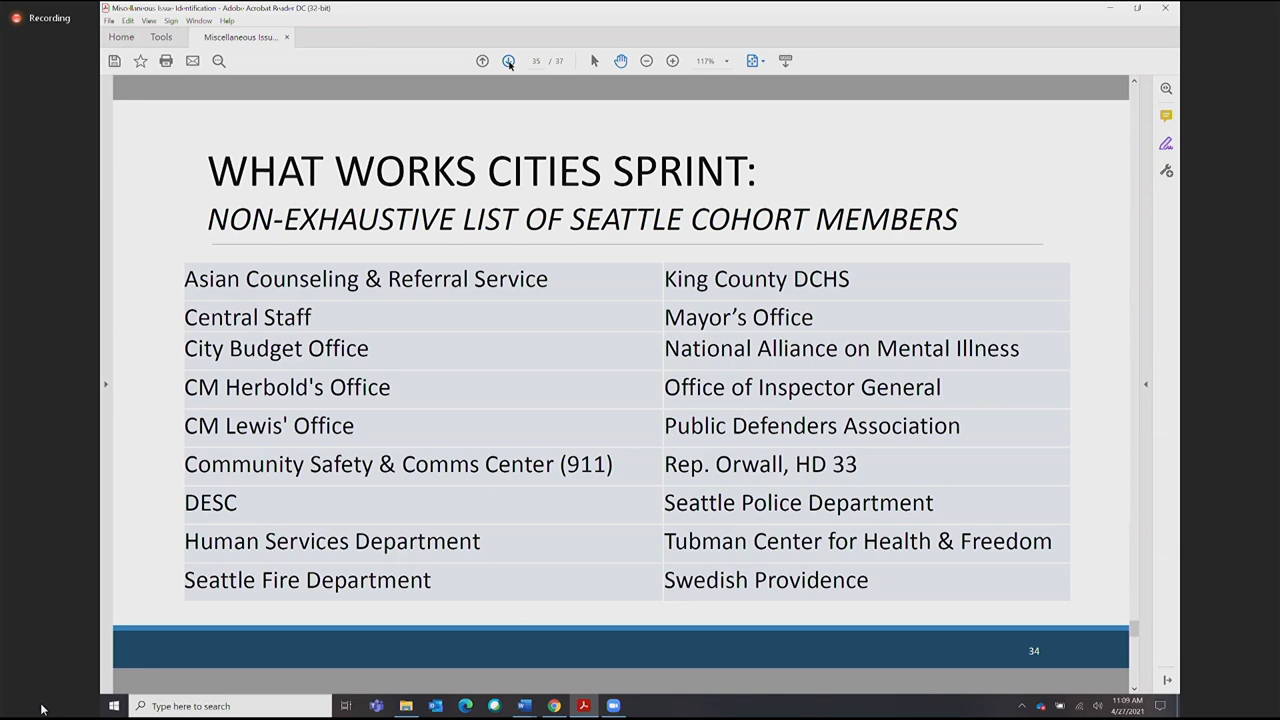 Recording
Miscellaneous Issue Identification - Adobe Acrobat Reader DC (32-bit)
File Edit View Sign Window Help
Home Tools Miscellaneous Issu... ×
35 / 37 117%
WHAT WORKS CITIES SPRINT:
NON-EXHAUSTIVE LIST OF SEATTLE COHORT MEMBERS
Asian Counseling & Referral Service King County DCHS
Central Staff Mayor’s Office
City Budget Office National Alliance on Mental Illness
CM Herbold's Office Office of Inspector General
CM Lewis' Office Public Defenders Association
Community Safety & Comms Center (911) Rep. Orwall, HD 33
DESC Seattle Police Department
Human Services Department Tubman Center for Health & Freedom
Seattle Fire Department Swedish Providence
34
Type here to search
11:09 AM
4/27/2021